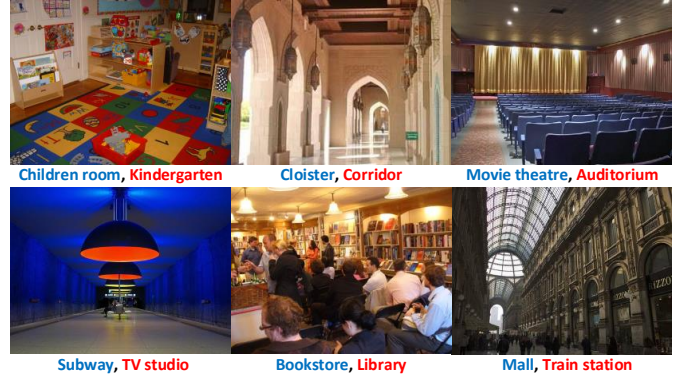 Children room, Kindergarten
Cloister, Corridor
Movie theatre, Auditorium
Subway, TV studio
Bookstore, Library
Mall, Train station